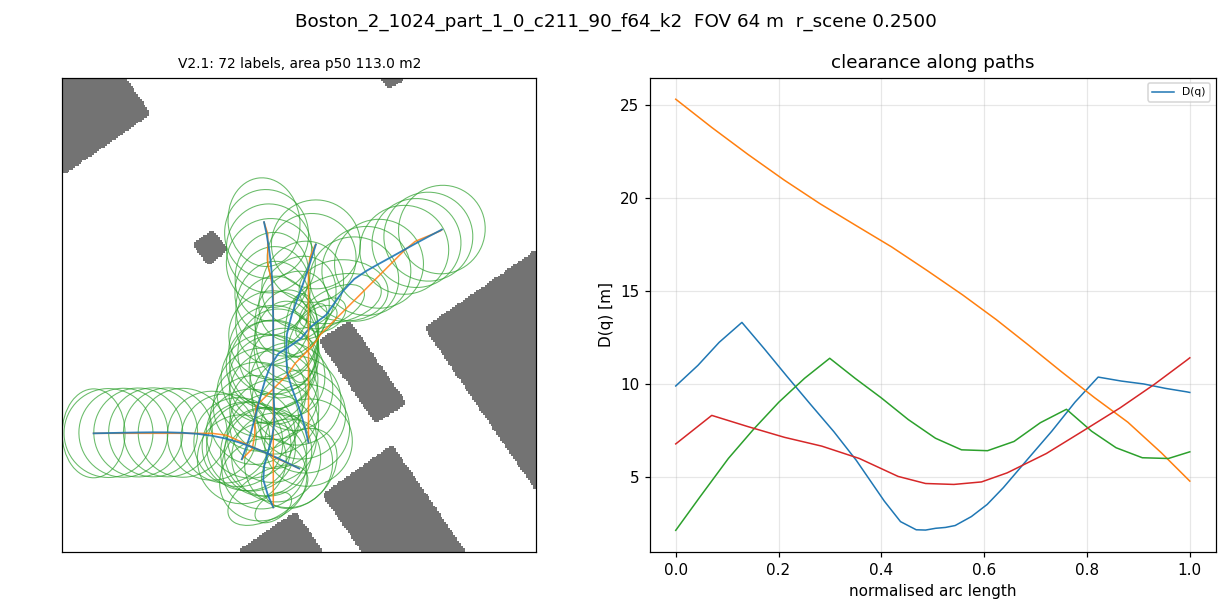 Boston_2_1024_part_1_0_c211_90_f64_k2  FOV 64 m  r_scene 0.2500
V2.1: 72 labels, area p50 113.0 m2
clearance along paths
D(q)
25
20
15
10
5
D(q) [m]
0.0 0.2 0.4 0.6 0.8 1.0
normalised arc length